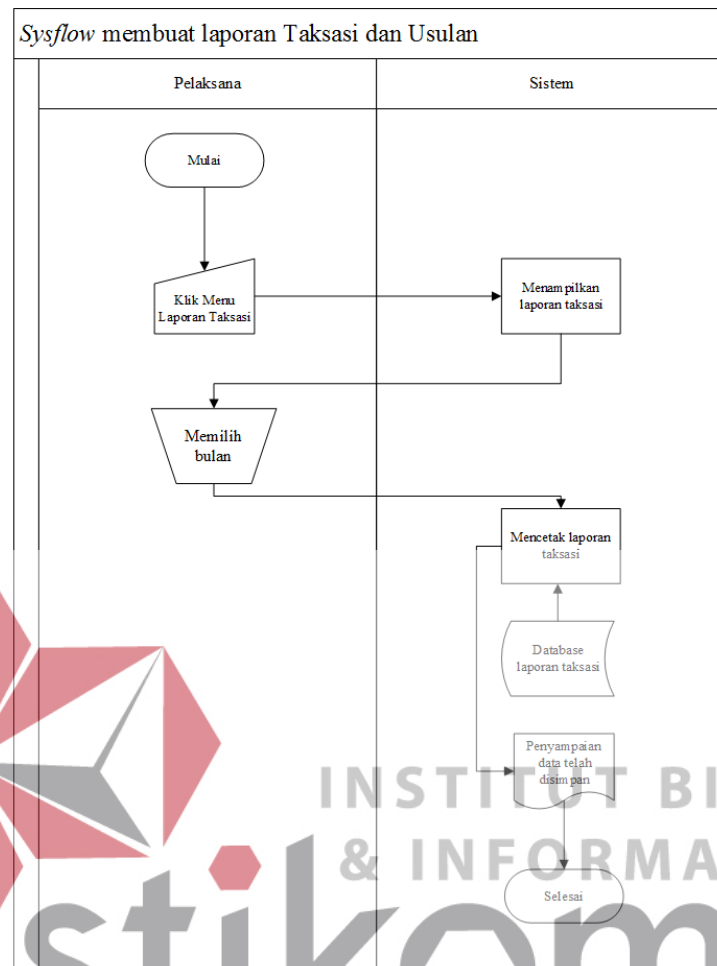 Sysflow membuat laporan Taksasi dan Usulan
Pelaksana
Sistem
Mulai
Klik Menu
Laporan Taksasi
Menampilkan
laporan taksasi
Memilih
bulan
Mencetak laporan
taksasi
Database
laporan taksasi
Penyampaian
data telah
disimpan
Selesai
INSTITUT BI
& INFORMA
stikom